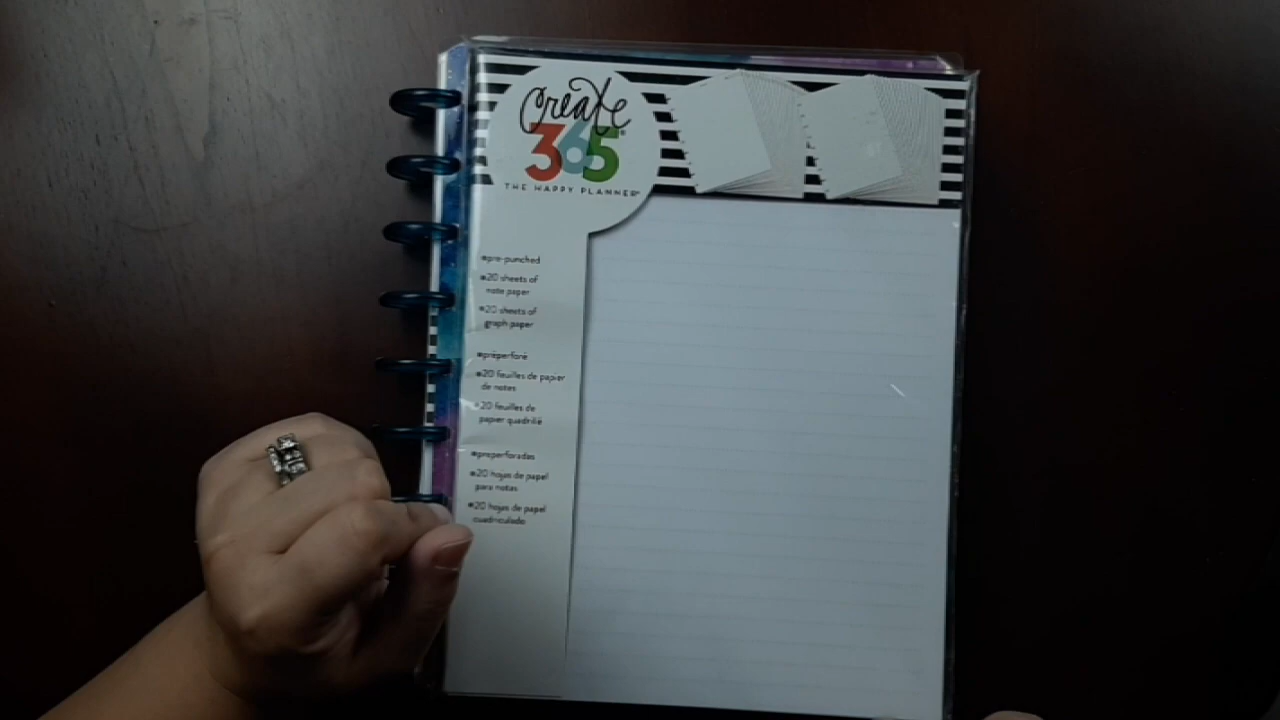 Create
365®
THE HAPPY PLANNER®
pre-punched
20 sheets of
note paper
20 sheets of
graph paper
préperforé
20 feuilles de papier
de notes
20 feuilles de
papier quadrillé
preperforadas
20 hojas de papel
para notas
20 hojas de papel
cuadriculado